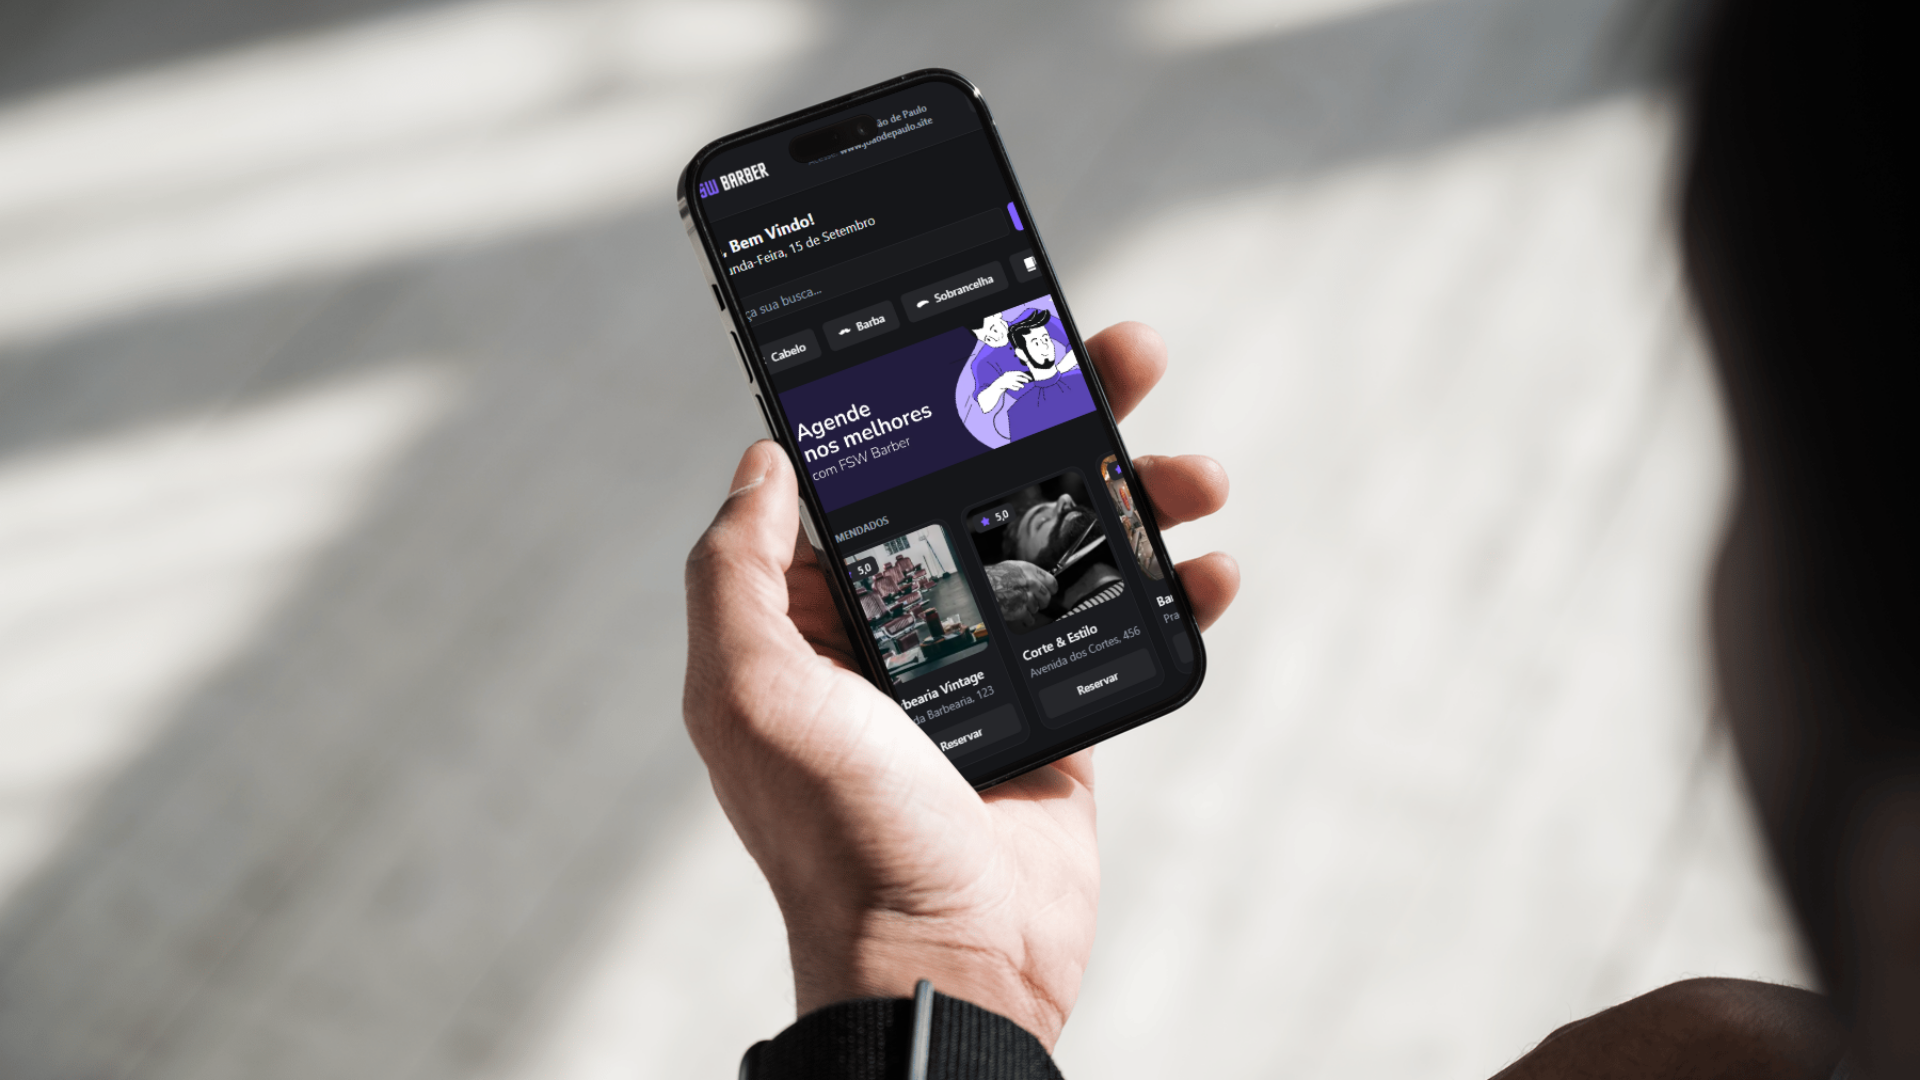 ão de Paulo
www.joaodepaulo.site
SW BARBER
, Bem Vindo!
unda-Feira, 15 de Setembro
ça sua busca...
Cabelo
Barba
Sobrancelha
Agende
nos melhores
com FSW Barber
MENDADOS
5,0
5,0
rbearia Vintage
da Barbearia, 123
Reservar
Corte & Estilo
Avenida dos Cortes, 456
Reservar
Ba
Pra